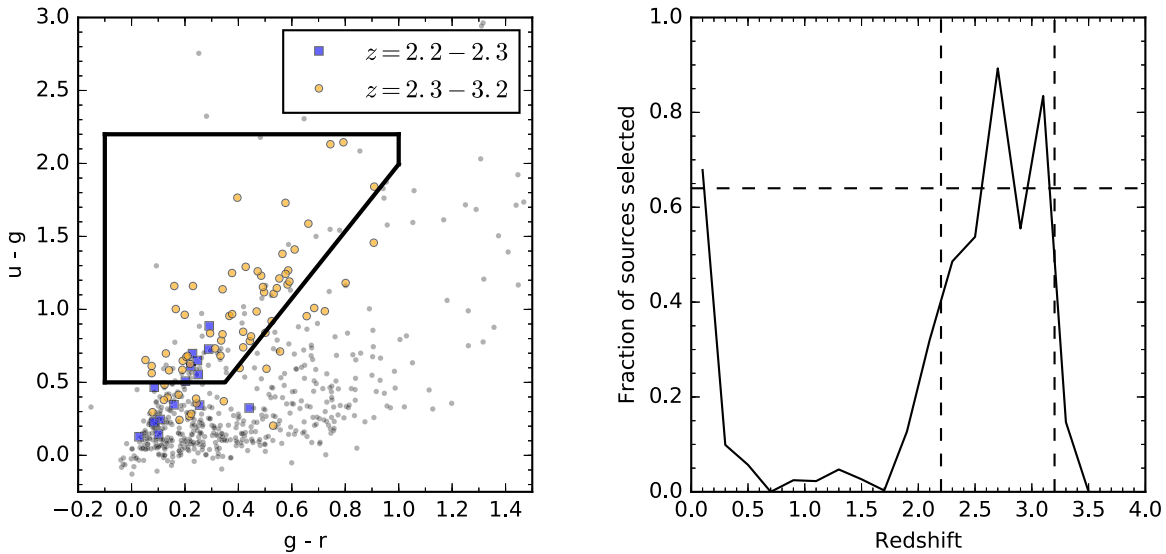 3.0
2.5
2.0
1.5
1.0
0.5
0.0
u - g
z = 2.2 − 2.3
z = 2.3 − 3.2
−0.2 0.0 0.2 0.4 0.6 0.8 1.0 1.2 1.4
g - r
1.0
0.8
0.6
0.4
0.2
0.0
Fraction of sources selected
0.0 0.5 1.0 1.5 2.0 2.5 3.0 3.5 4.0
Redshift